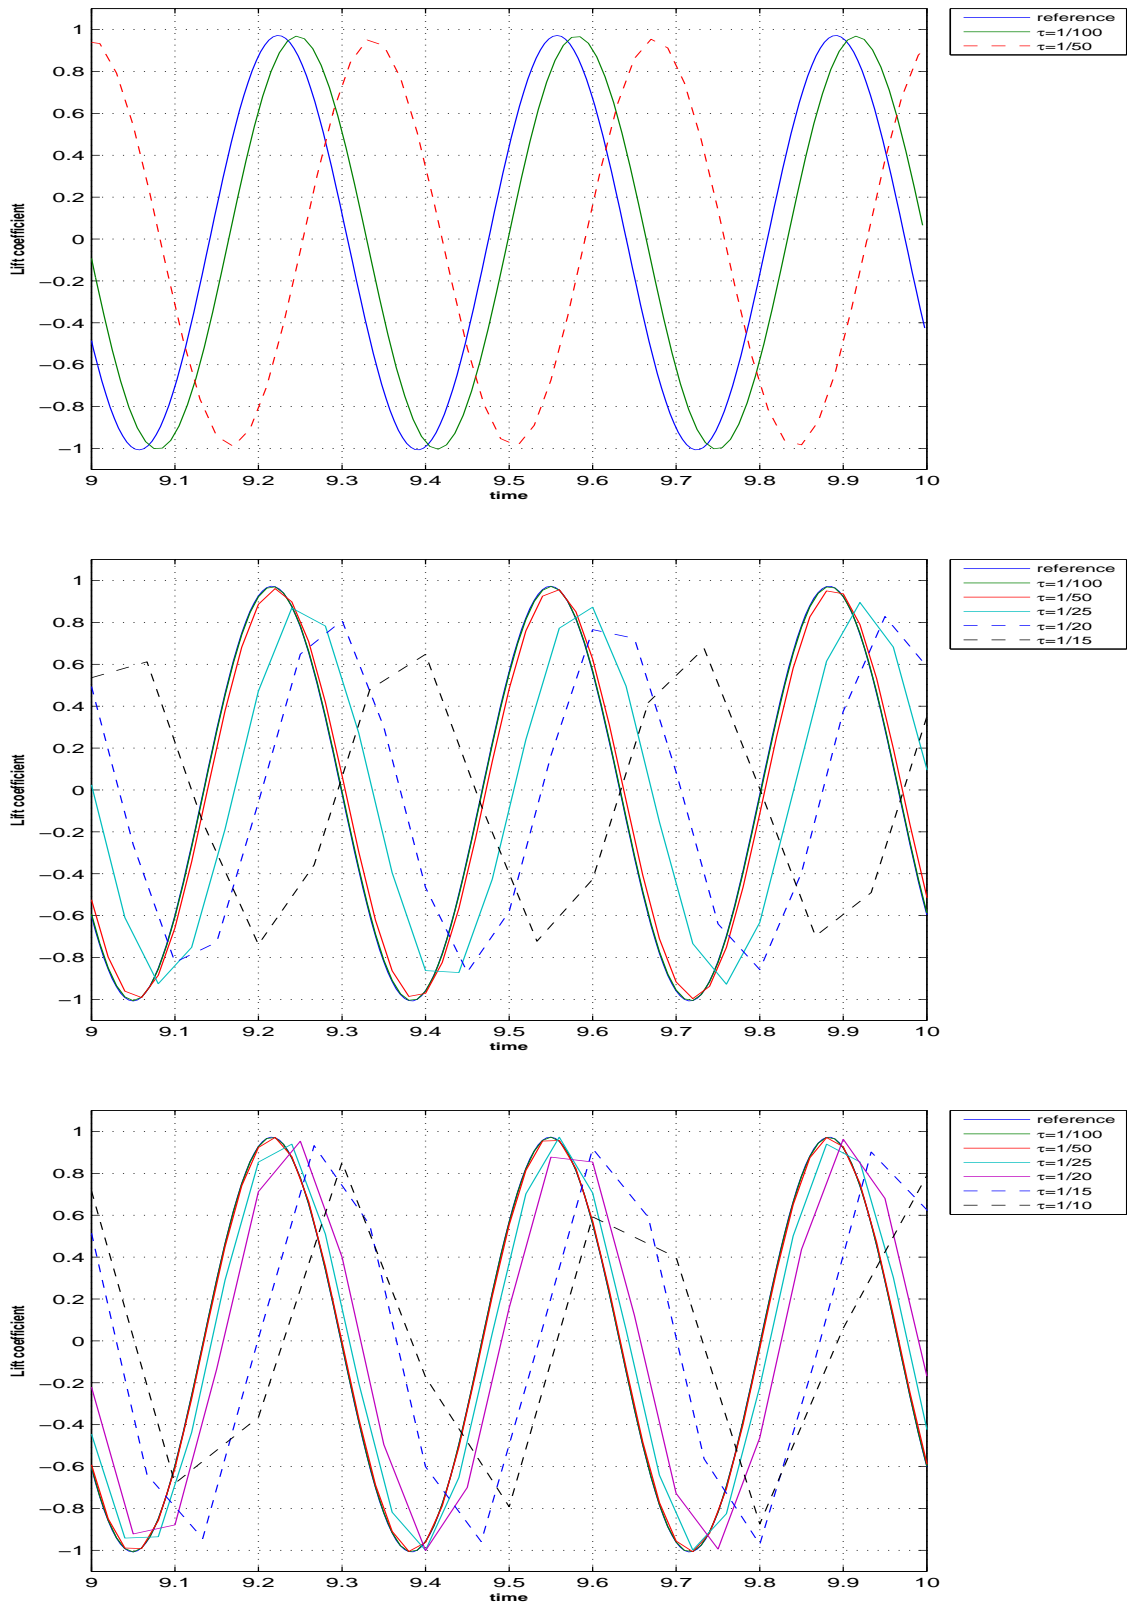 1
0.8
0.6
0.4
0.2
0
−0.2
−0.4
−0.6
−0.8
−1
Lift coefficient
9 9.1 9.2 9.3 9.4 9.5 9.6 9.7 9.8 9.9 10
time
reference
τ=1/100
τ=1/50
1
0.8
0.6
0.4
0.2
0
−0.2
−0.4
−0.6
−0.8
−1
Lift coefficient
9 9.1 9.2 9.3 9.4 9.5 9.6 9.7 9.8 9.9 10
time
reference
τ=1/100
τ=1/50
τ=1/25
τ=1/20
τ=1/15
1
0.8
0.6
0.4
0.2
0
−0.2
−0.4
−0.6
−0.8
−1
Lift coefficient
9 9.1 9.2 9.3 9.4 9.5 9.6 9.7 9.8 9.9 10
time
reference
τ=1/100
τ=1/50
τ=1/25
τ=1/20
τ=1/15
τ=1/10